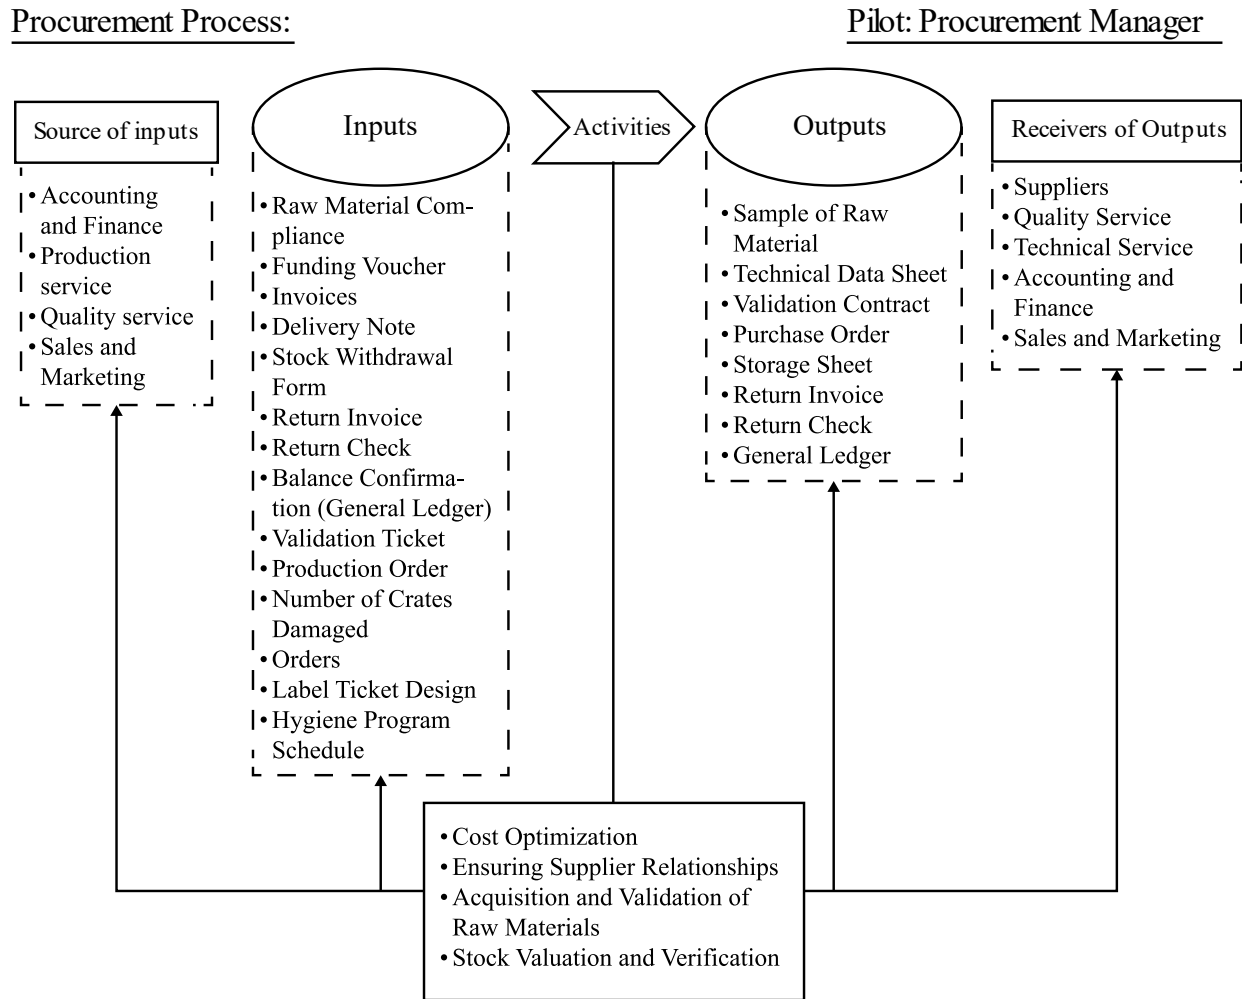 Procurement Process:
Pilot: Procurement Manager
Source of inputs
• Accounting
and Finance
• Production
service
• Quality service
• Sales and
Marketing
Inputs
• Raw Material Com-
pliance
• Funding Voucher
• Invoices
• Delivery Note
• Stock Withdrawal
Form
• Return Invoice
• Return Check
• Balance Confirma-
tion (General Ledger)
• Validation Ticket
• Production Order
• Number of Crates
Damaged
• Orders
• Label Ticket Design
• Hygiene Program
Schedule
Activities
• Cost Optimization
• Ensuring Supplier Relationships
• Acquisition and Validation of
Raw Materials
• Stock Valuation and Verification
Outputs
• Sample of Raw
Material
• Technical Data Sheet
• Validation Contract
• Purchase Order
• Storage Sheet
• Return Invoice
• Return Check
• General Ledger
Receivers of Outputs
• Suppliers
• Quality Service
• Technical Service
• Accounting and
Finance
• Sales and Marketing